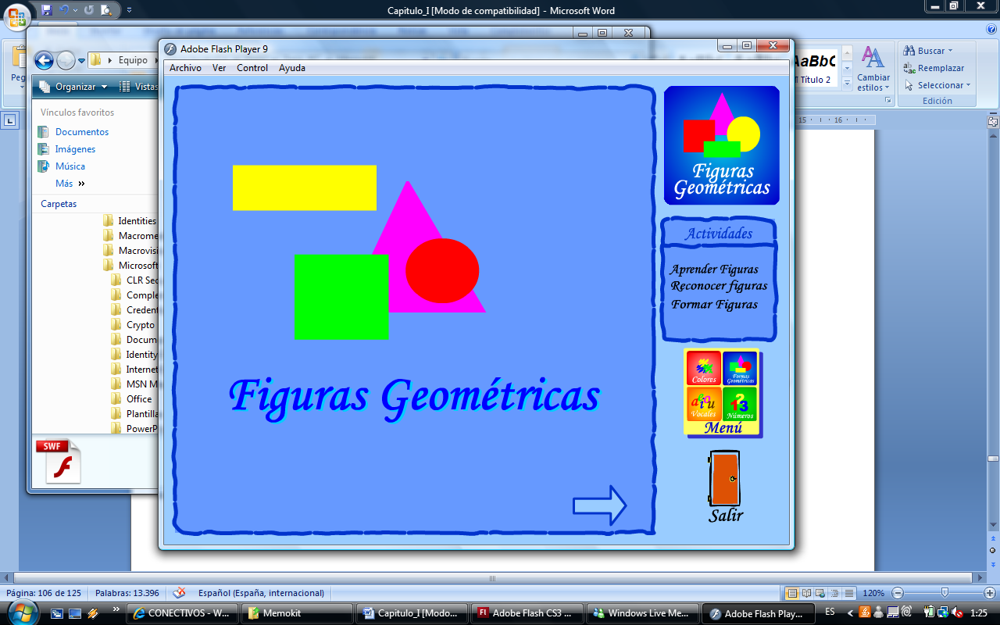 Capitulo_I [Modo de compatibilidad] - Microsoft Word
Peg
Equipo
Organizar
Vistas
Vínculos favoritos
Documentos
Imágenes
Música
Más »
Carpetas
Identities
Macrome
Macrovisi
Microsoft
CLR Sec
Comple
Creden
Crypto
Docum
Identity
Internet
MSN M
Office
Plantilla
PowerP
SWF
Adobe Flash Player 9
Archivo Ver Control Ayuda
Figuras Geométricas
Figuras
Geométricas
Actividades
Aprender Figuras
Reconocer figuras
Formar Figuras
Colores
Formas
Geométricas
a e i o u
Vocales
1 2 3
Números
Menú
Salir
AaBbC
Título 2
Cambiar
estilos
Buscar
Reemplazar
Seleccionar
Edición
15 16
Página: 106 de 125 Palabras: 13.396 Español (España, internacional) 120%
CONECTIVOS - W... Memokit Capitulo_I [Modo... Adobe Flash CS3 ... Windows Live Me... Adobe Flash Play... ES 1:25